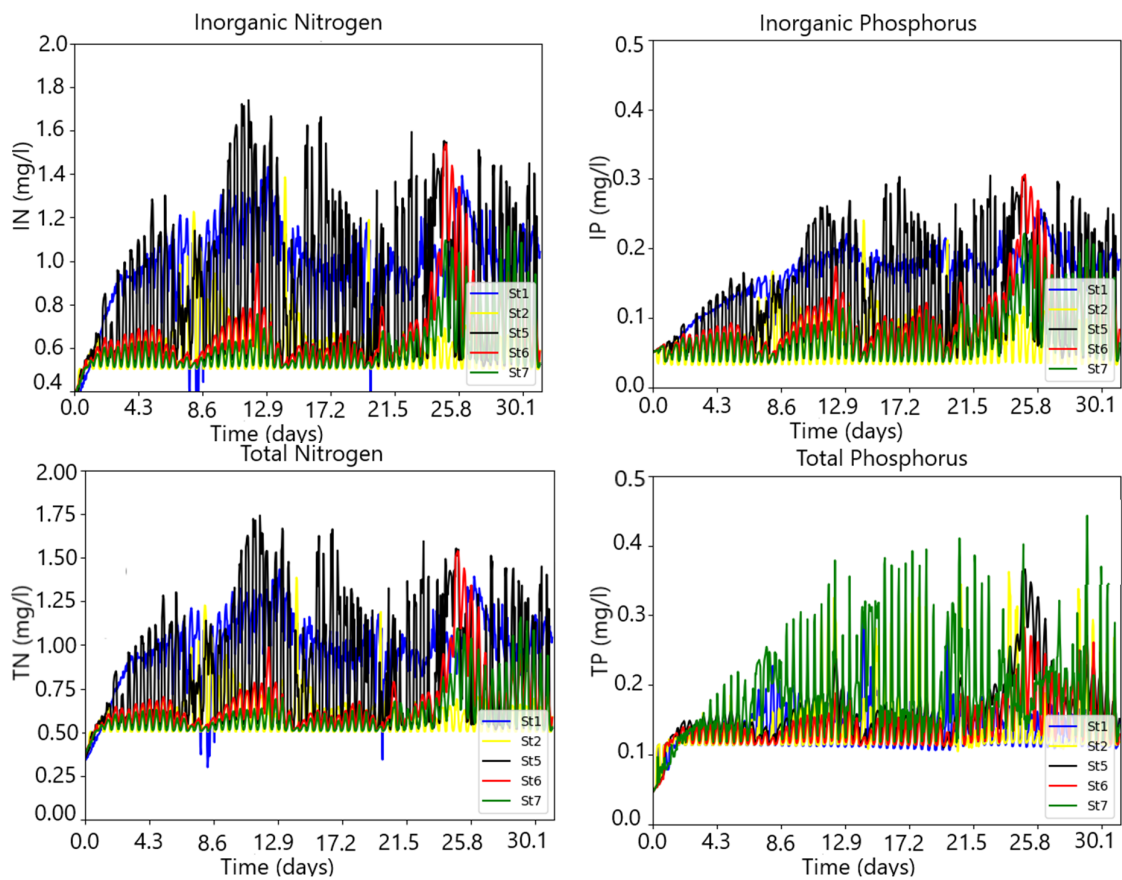 Inorganic Nitrogen
IN (mg/l)
2.0
1.8
1.6
1.4
1.2
1.0
0.8
0.6
0.4
0.0 4.3 8.6 12.9 17.2 21.5 25.8 30.1
Time (days)
St1
St2
St5
St6
St7
Inorganic Phosphorus
IP (mg/l)
0.5
0.4
0.3
0.2
0.1
0.0
0.0 4.3 8.6 12.9 17.2 21.5 25.8 30.1
Time (days)
St1
St2
St5
St6
St7
Total Nitrogen
TN (mg/l)
2.00
1.75
1.50
1.25
1.00
0.75
0.50
0.25
0.00
0.0 4.3 8.6 12.9 17.2 21.5 25.8 30.1
Time (days)
St1
St2
St5
St6
St7
Total Phosphorus
TP (mg/l)
0.5
0.4
0.3
0.2
0.1
0.0
0.0 4.3 8.6 12.9 17.2 21.5 25.8 30.1
Time (days)
St1
St2
St5
St6
St7